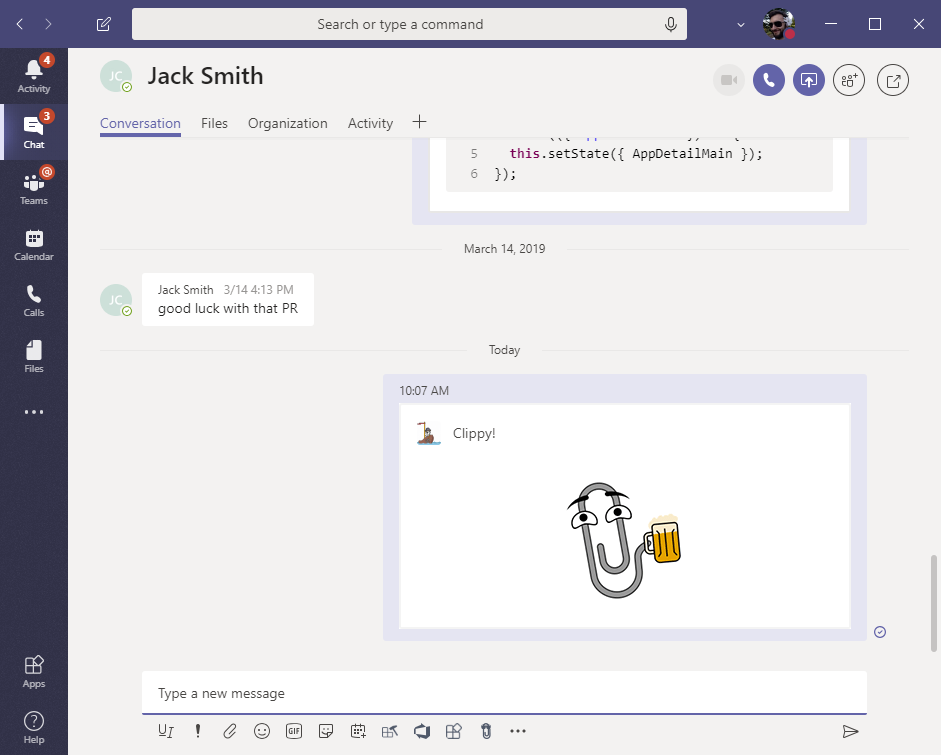 Search or type a command
4
Activity
3
Chat
@
Teams
Calendar
Calls
Files
Apps
Help
JC
Jack Smith
Conversation Files Organization Activity
5 this.setState({ AppDetailMain });
6 });
March 14, 2019
JC
Jack Smith 3/14 4:13 PM
good luck with that PR
Today
10:07 AM
Clippy!
Type a new message
GIF